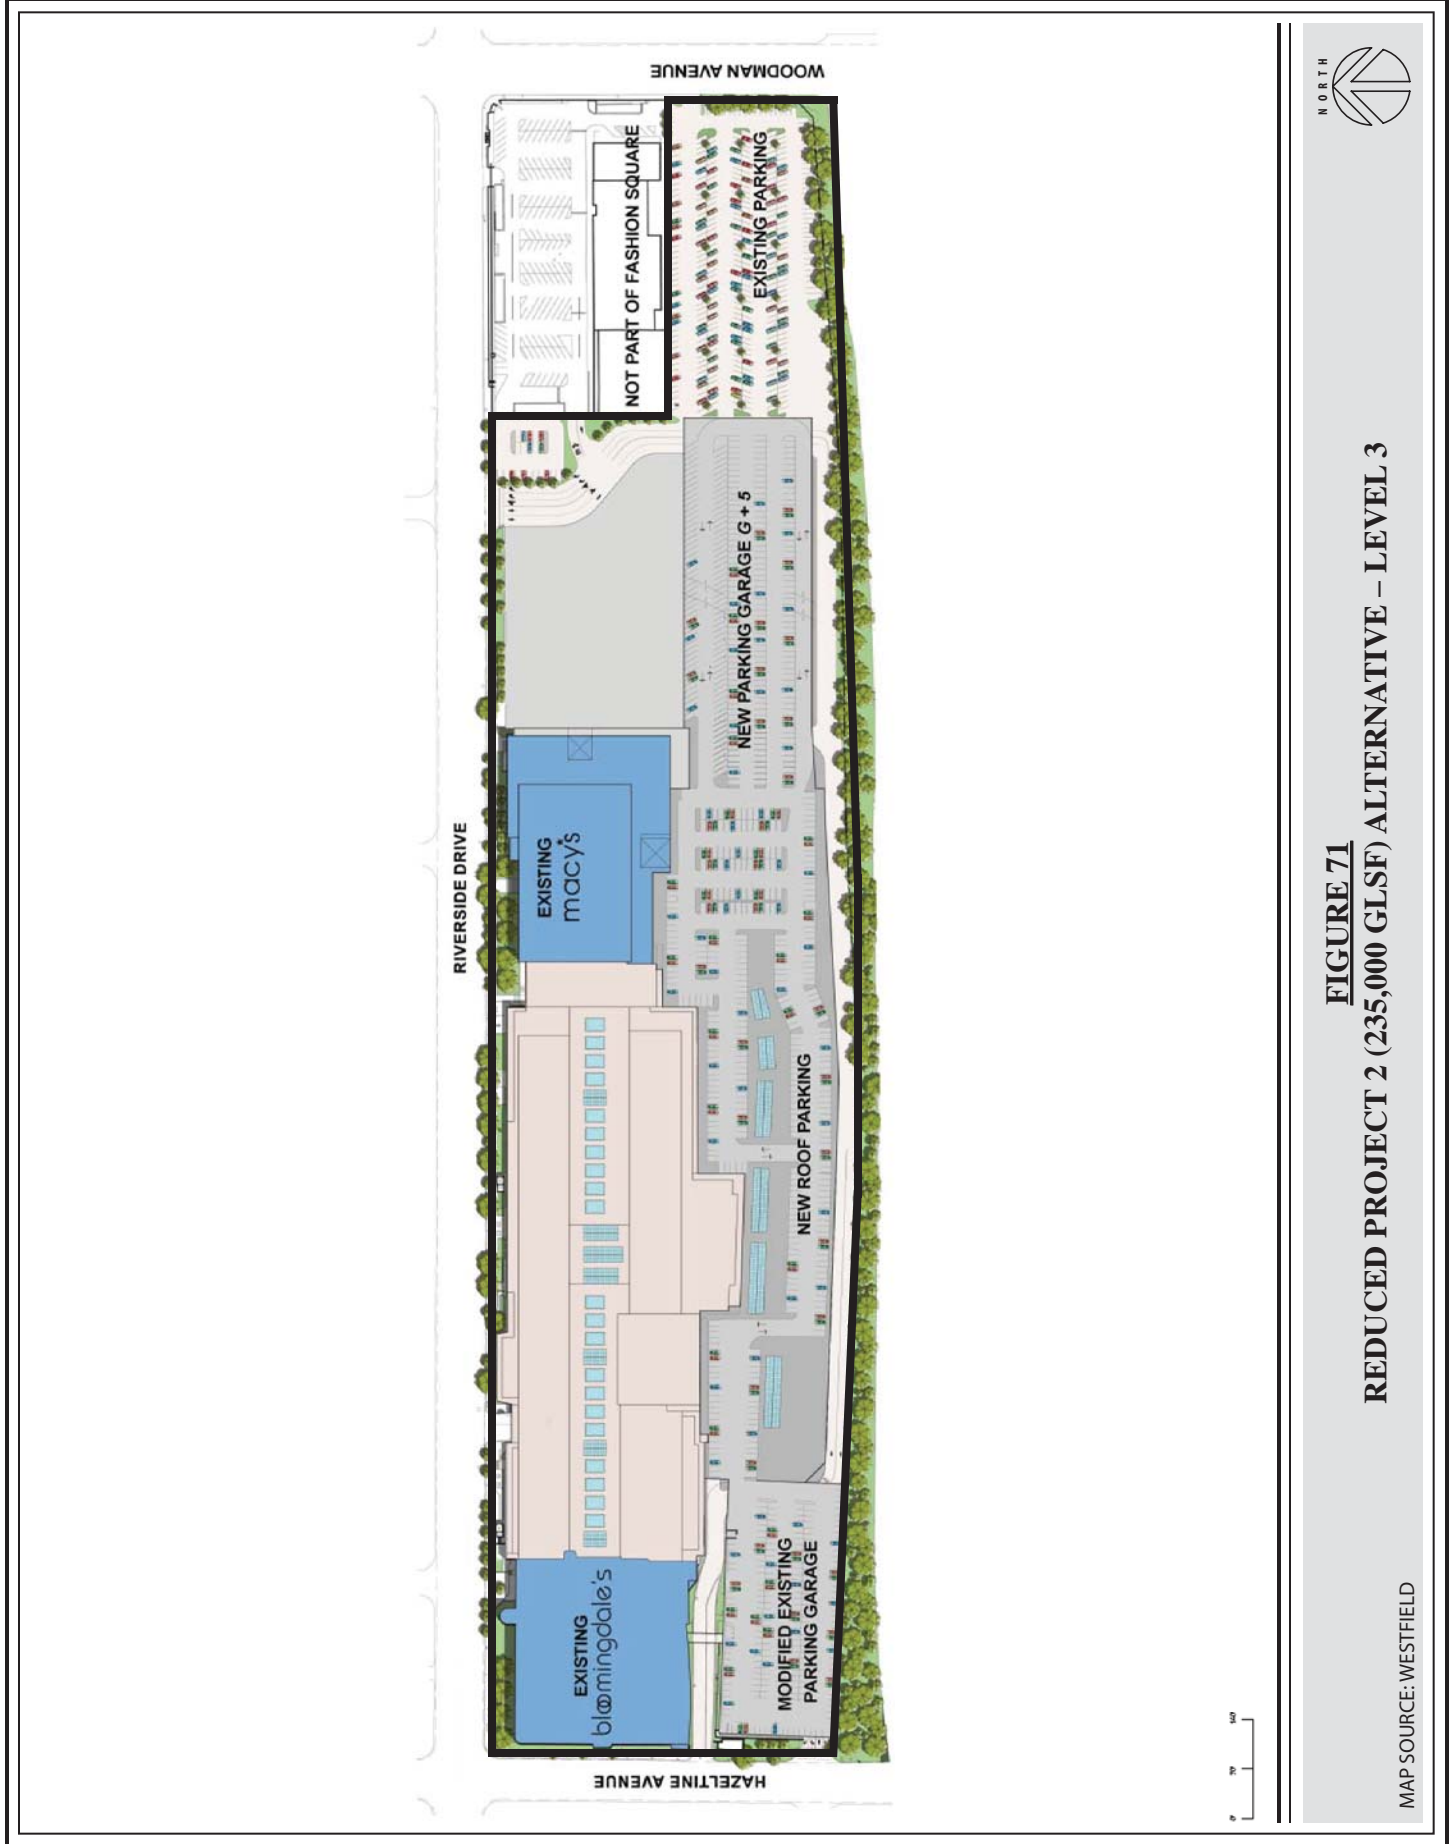 WOODMAN AVENUE
NOT PART OF FASHION SQUARE
EXISTING PARKING
NEW PARKING GARAGE G + 5
RIVERSIDE DRIVE
EXISTING
macy's
NEW ROOF PARKING
EXISTING
bloomingdale's
MODIFIED EXISTING
PARKING GARAGE
HAZELTINE AVENUE
NORTH
FIGURE 71
REDUCED PROJECT 2 (235,000 GLSF) ALTERNATIVE – LEVEL 3
MAP SOURCE: WESTFIELD